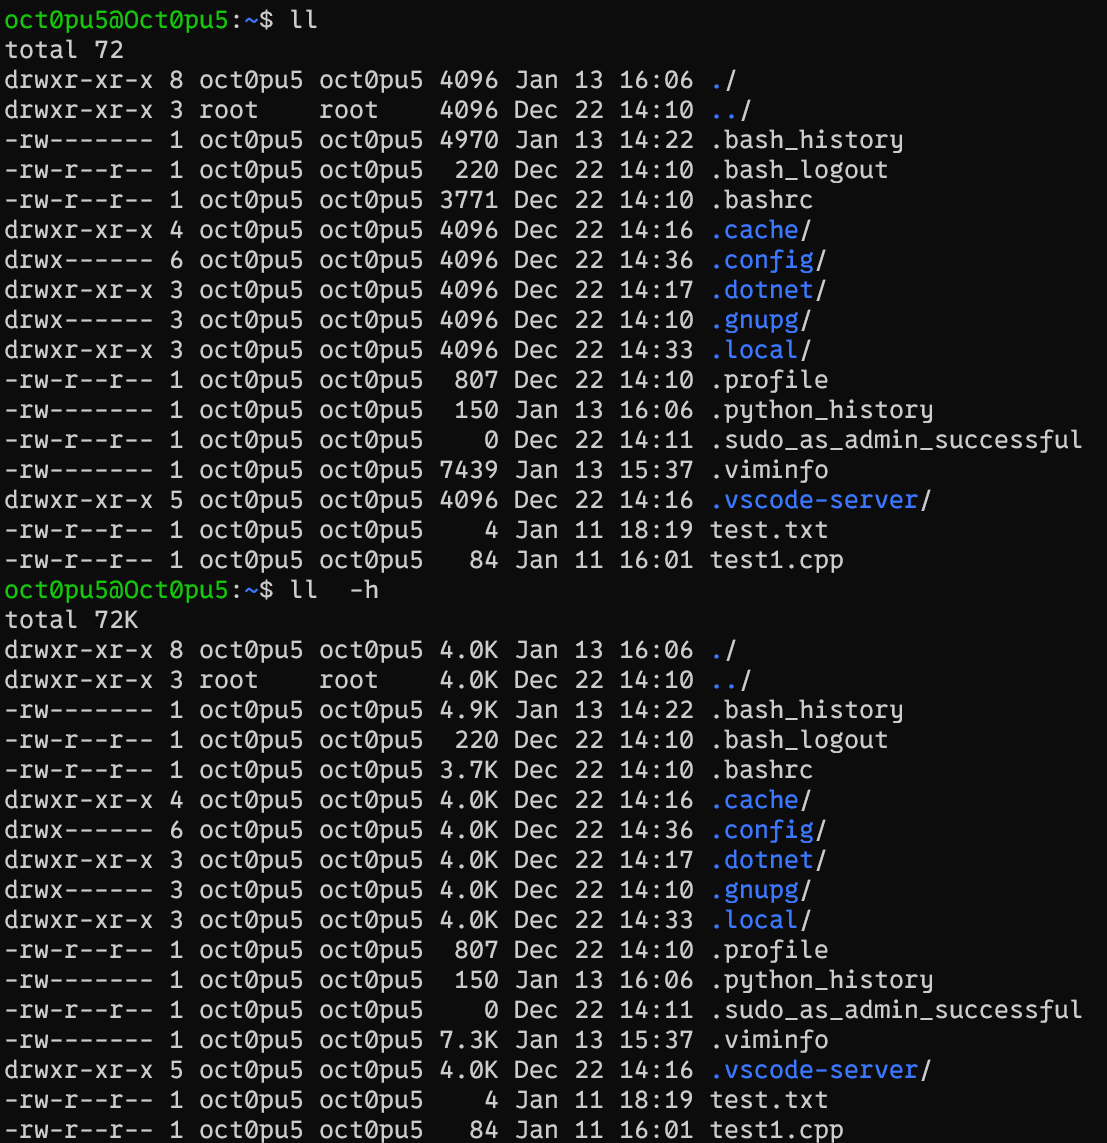 oct0pu5@Oct0pu5:~$ ll
total 72
drwxr-xr-x 8 oct0pu5 oct0pu5 4096 Jan 13 16:06 ./
drwxr-xr-x 3 root    root    4096 Dec 22 14:10 ../
-rw------- 1 oct0pu5 oct0pu5 4970 Jan 13 14:22 .bash_history
-rw-r--r-- 1 oct0pu5 oct0pu5  220 Dec 22 14:10 .bash_logout
-rw-r--r-- 1 oct0pu5 oct0pu5 3771 Dec 22 14:10 .bashrc
drwxr-xr-x 4 oct0pu5 oct0pu5 4096 Dec 22 14:16 .cache/
drwx------ 6 oct0pu5 oct0pu5 4096 Dec 22 14:36 .config/
drwxr-xr-x 3 oct0pu5 oct0pu5 4096 Dec 22 14:17 .dotnet/
drwx------ 3 oct0pu5 oct0pu5 4096 Dec 22 14:10 .gnupg/
drwxr-xr-x 3 oct0pu5 oct0pu5 4096 Dec 22 14:33 .local/
-rw-r--r-- 1 oct0pu5 oct0pu5  807 Dec 22 14:10 .profile
-rw------- 1 oct0pu5 oct0pu5  150 Jan 13 16:06 .python_history
-rw-r--r-- 1 oct0pu5 oct0pu5    0 Dec 22 14:11 .sudo_as_admin_successful
-rw------- 1 oct0pu5 oct0pu5 7439 Jan 13 15:37 .viminfo
drwxr-xr-x 5 oct0pu5 oct0pu5 4096 Dec 22 14:16 .vscode-server/
-rw-r--r-- 1 oct0pu5 oct0pu5    4 Jan 11 18:19 test.txt
-rw-r--r-- 1 oct0pu5 oct0pu5   84 Jan 11 16:01 test1.cpp
oct0pu5@Oct0pu5:~$ ll  -h
total 72K
drwxr-xr-x 8 oct0pu5 oct0pu5 4.0K Jan 13 16:06 ./
drwxr-xr-x 3 root    root    4.0K Dec 22 14:10 ../
-rw------- 1 oct0pu5 oct0pu5 4.9K Jan 13 14:22 .bash_history
-rw-r--r-- 1 oct0pu5 oct0pu5  220 Dec 22 14:10 .bash_logout
-rw-r--r-- 1 oct0pu5 oct0pu5 3.7K Dec 22 14:10 .bashrc
drwxr-xr-x 4 oct0pu5 oct0pu5 4.0K Dec 22 14:16 .cache/
drwx------ 6 oct0pu5 oct0pu5 4.0K Dec 22 14:36 .config/
drwxr-xr-x 3 oct0pu5 oct0pu5 4.0K Dec 22 14:17 .dotnet/
drwx------ 3 oct0pu5 oct0pu5 4.0K Dec 22 14:10 .gnupg/
drwxr-xr-x 3 oct0pu5 oct0pu5 4.0K Dec 22 14:33 .local/
-rw-r--r-- 1 oct0pu5 oct0pu5  807 Dec 22 14:10 .profile
-rw------- 1 oct0pu5 oct0pu5  150 Jan 13 16:06 .python_history
-rw-r--r-- 1 oct0pu5 oct0pu5    0 Dec 22 14:11 .sudo_as_admin_successful
-rw------- 1 oct0pu5 oct0pu5 7.3K Jan 13 15:37 .viminfo
drwxr-xr-x 5 oct0pu5 oct0pu5 4.0K Dec 22 14:16 .vscode-server/
-rw-r--r-- 1 oct0pu5 oct0pu5    4 Jan 11 18:19 test.txt
-rw-r--r-- 1 oct0pu5 oct0pu5   84 Jan 11 16:01 test1.cpp